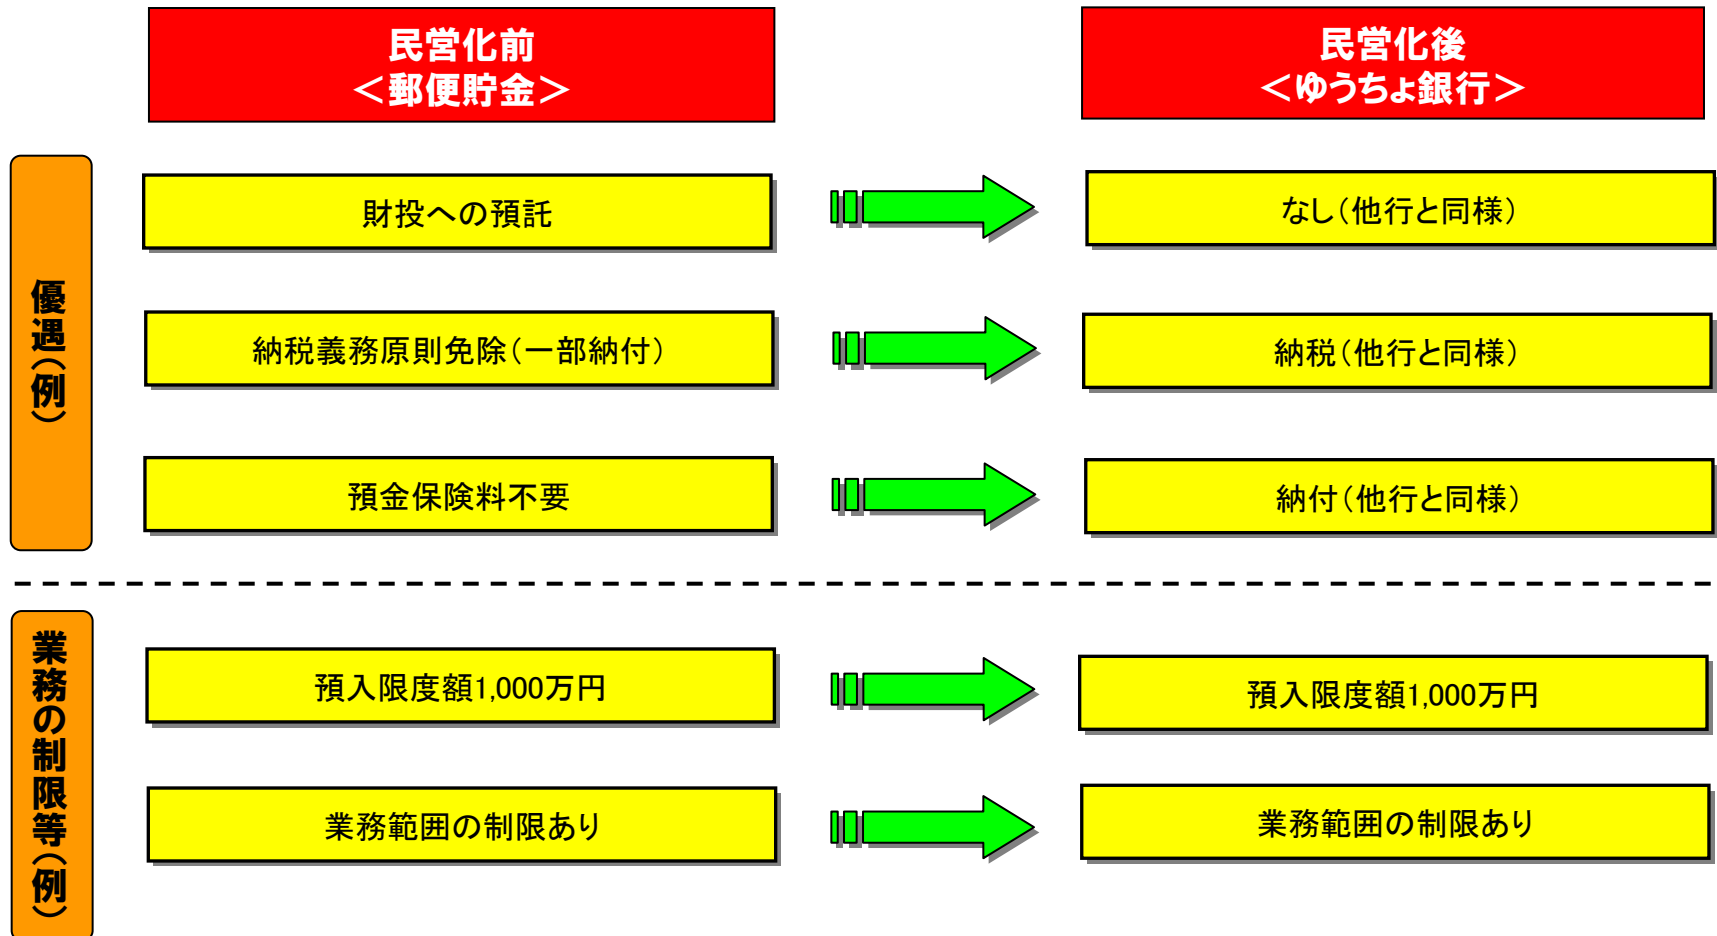 民営化前
<郵便貯金>
民営化後
<ゆうちょ銀行>
優遇(例)
財投への預託
なし(他行と同様)
納税義務原則免除(一部納付)
納税(他行と同様)
預金保険料不要
納付(他行と同様)
業務の制限等(例)
預入限度額1,000万円
預入限度額1,000万円
業務範囲の制限あり
業務範囲の制限あり